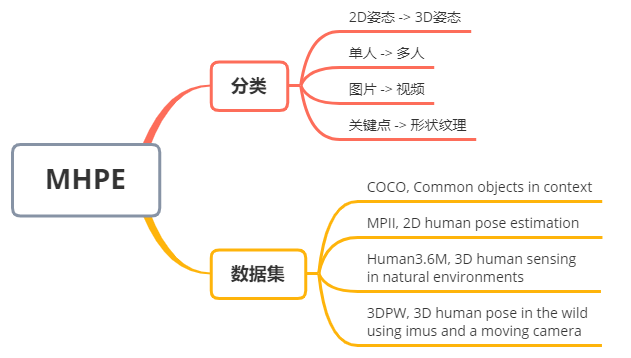 MHPE
分类
2D姿态 -> 3D姿态
单人 -> 多人
图片 -> 视频
关键点 -> 形状纹理
数据集
COCO, Common objects in context
MPII, 2D human pose estimation
Human3.6M, 3D human sensing
in natural environments
3DPW, 3D human pose in the wild
using imus and a moving camera